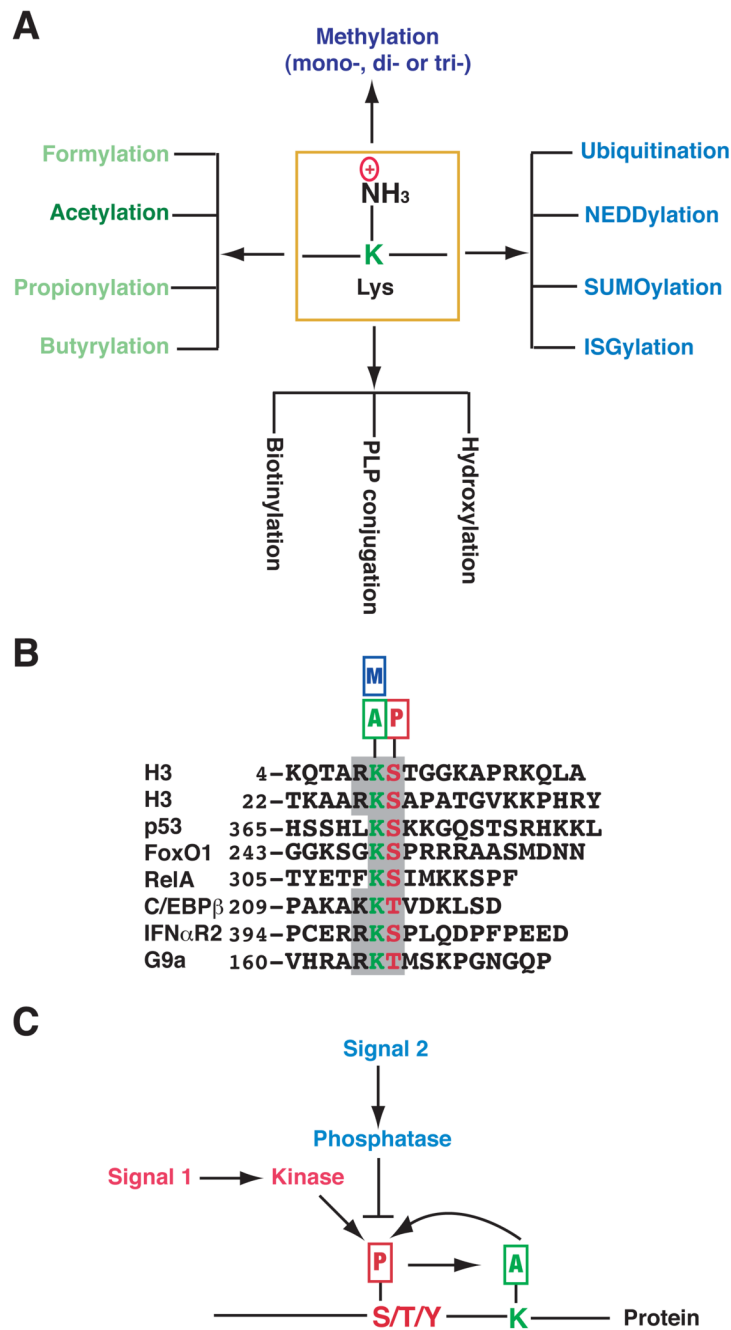 A
Methylation
(mono-, di- or tri-)
Formylation
Acetylation
Propionylation
Butyrylation
+
NH3
K
Lys
Ubiquitination
NEDDylation
SUMOylation
ISGylation
Biotinylation
PLP conjugation
Hydroxylation
B
M
A P
H3 4-KQTARKSTGGKAPRKQLA
H3 22-TKAARKSAPATGVKKPHRY
p53 365-HSSHLKSKKGQSTSRHKKL
FoxO1 243-GGKSGKSPRRRAASMDNN
RelA 305-TYETFKSIMKKSPF
C/EBPβ 209-PAKAKKTVDKLSD
IFNαR2 394-PCERRKSPLQDPFPEED
G9a 160-VHRARKTMSKPGNGQP
C
Signal 2
Phosphatase
Signal 1 Kinase
P A
S/T/Y K Protein